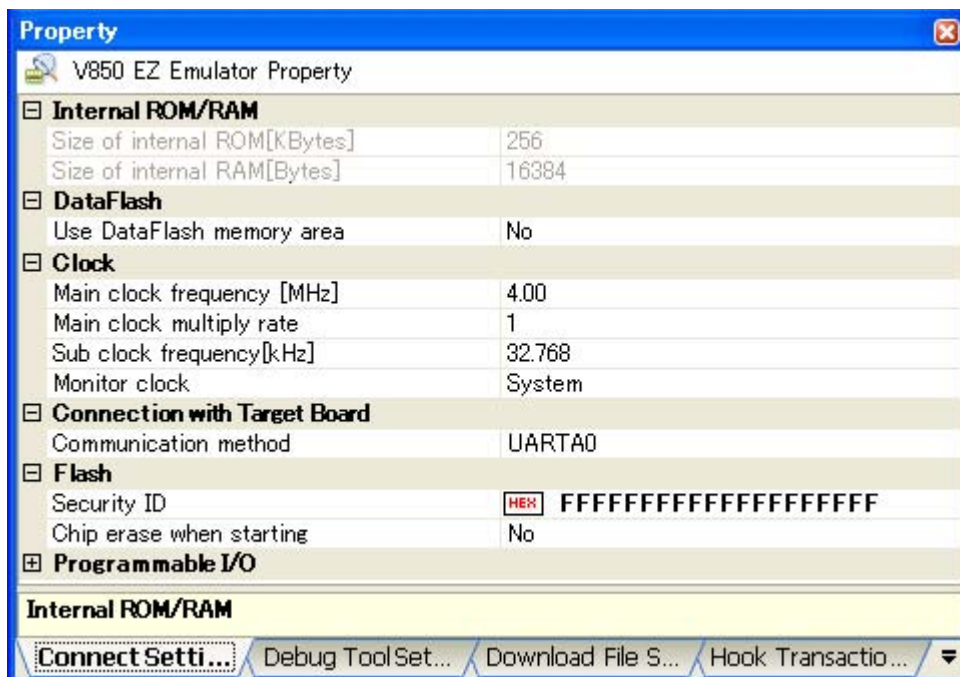 Property
V850 EZ Emulator Property
Internal ROM/RAM
Size of internal ROM[KBytes] 256
Size of internal RAM[Bytes] 16384
DataFlash
Use DataFlash memory area No
Clock
Main clock frequency [MHz] 4.00
Main clock multiply rate 1
Sub clock frequency[kHz] 32.768
Monitor clock System
Connection with Target Board
Communication method UARTA0
Flash
Security ID HEX FFFFFFFFFFFFFFFFFFFF
Chip erase when starting No
Programmable I/O
Internal ROM/RAM
Connect Setti... Debug Tool Set... Download File S... Hook Transactio...